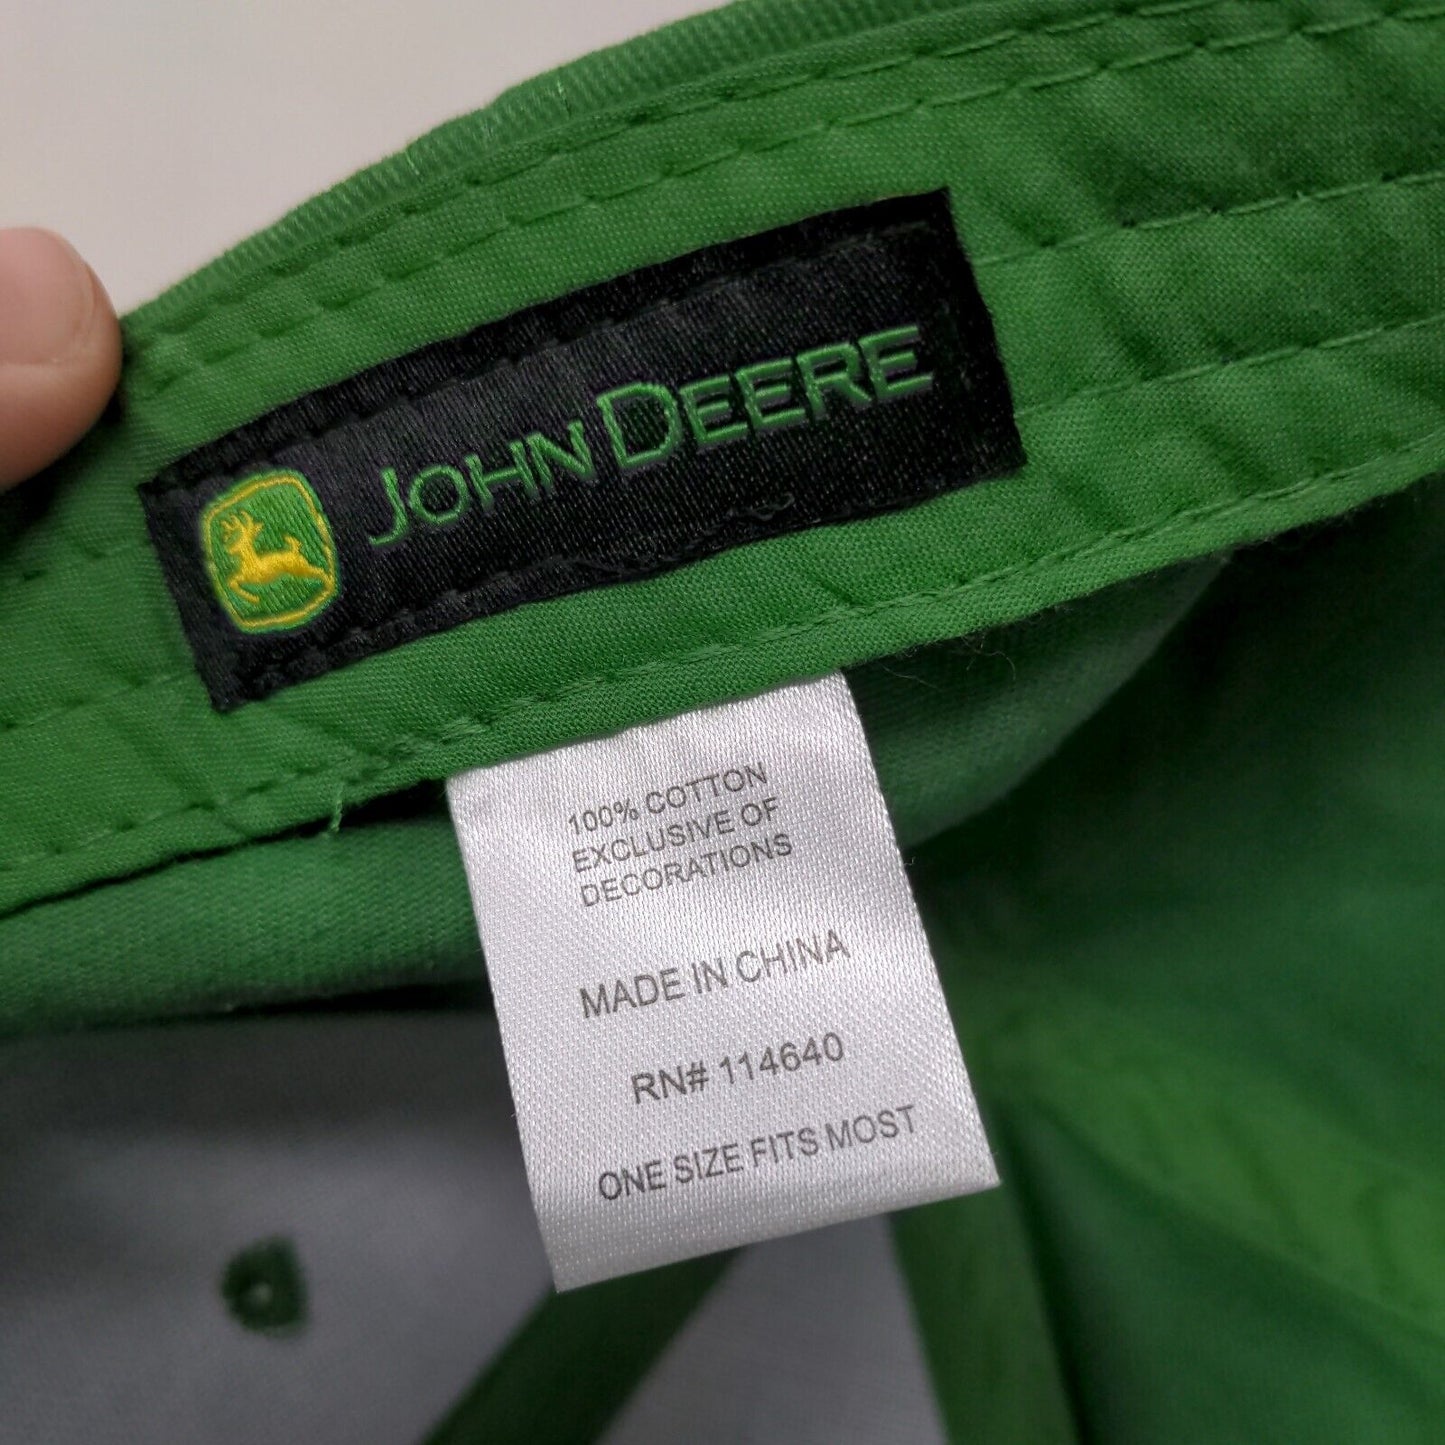 JOHN DEERE
100% COTTON
EXCLUSIVE OF
DECORATIONS
MADE IN CHINA
RN# 114640
ONE SIZE FITS MOST